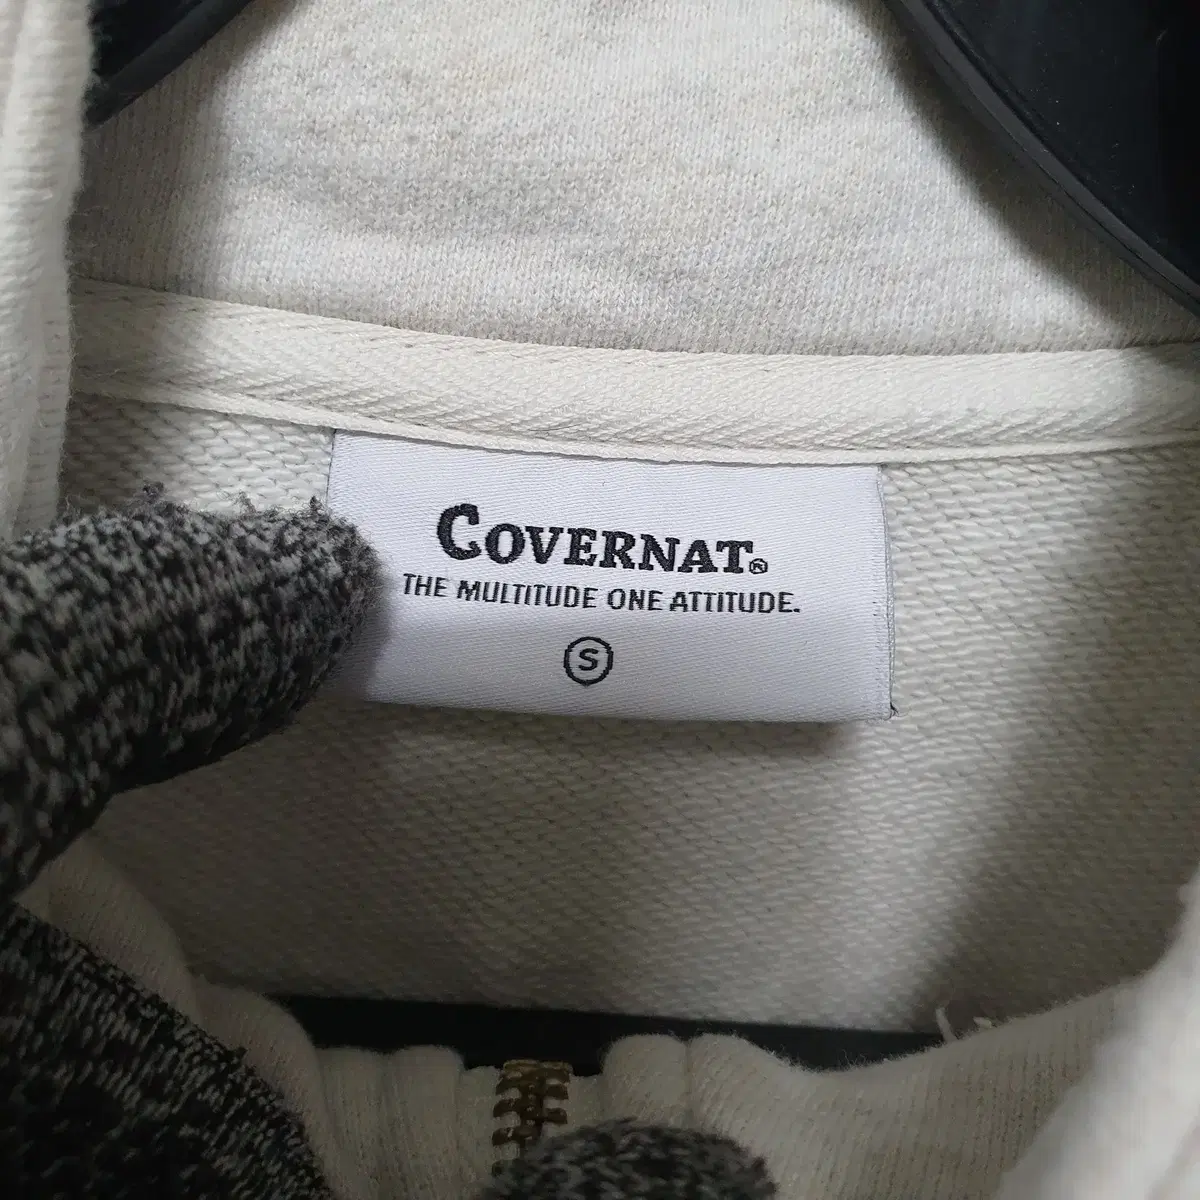 COVERNAT®
THE MULTITUDE ONE ATTITUDE.
S